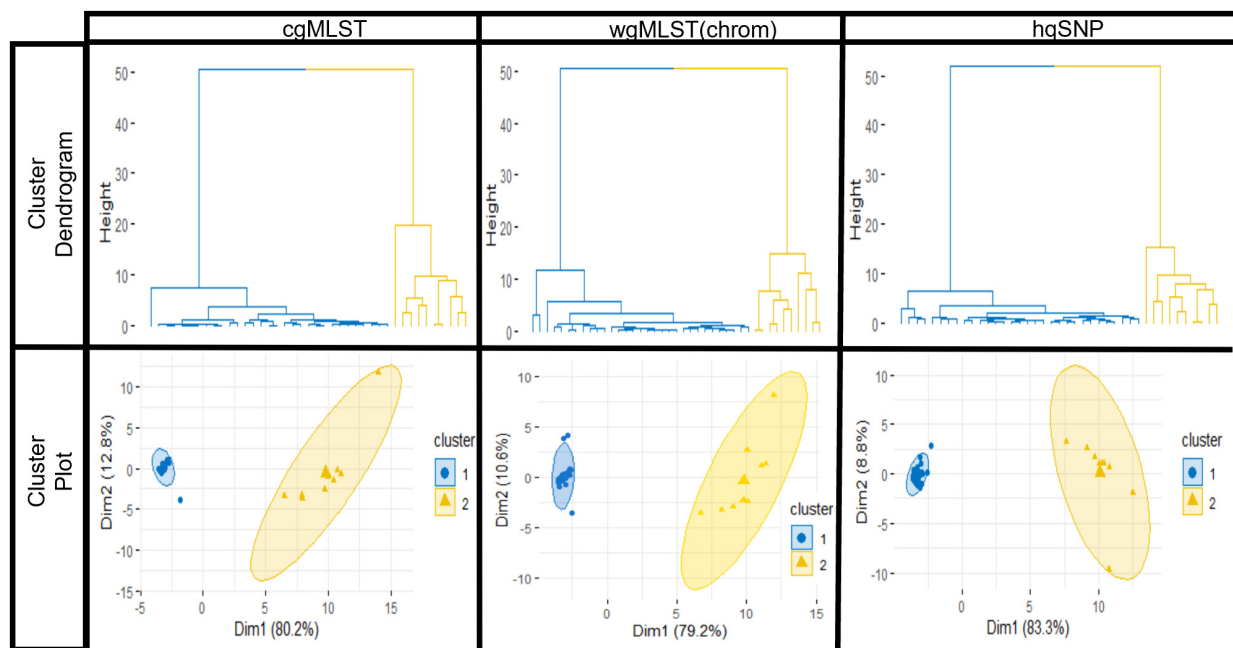 cgMLST
wgMLST(chrom)
hqSNP
Cluster
Dendrogram
Height
50
40
30
20
10
0
Height
50
40
30
20
10
0
Height
50
40
30
20
10
0
Cluster
Plot
Dim2 (12.8%)
10
5
0
-5
-10
-15
-5 0 5 10 15
Dim1 (80.2%)
cluster
1
2
Dim2 (10.6%)
10
5
0
-5
-10
-5 0 5 10 15
Dim1 (79.2%)
cluster
1
2
Dim2 (8.8%)
10
5
0
-5
-10
-5 0 5 10
Dim1 (83.3%)
cluster
1
2